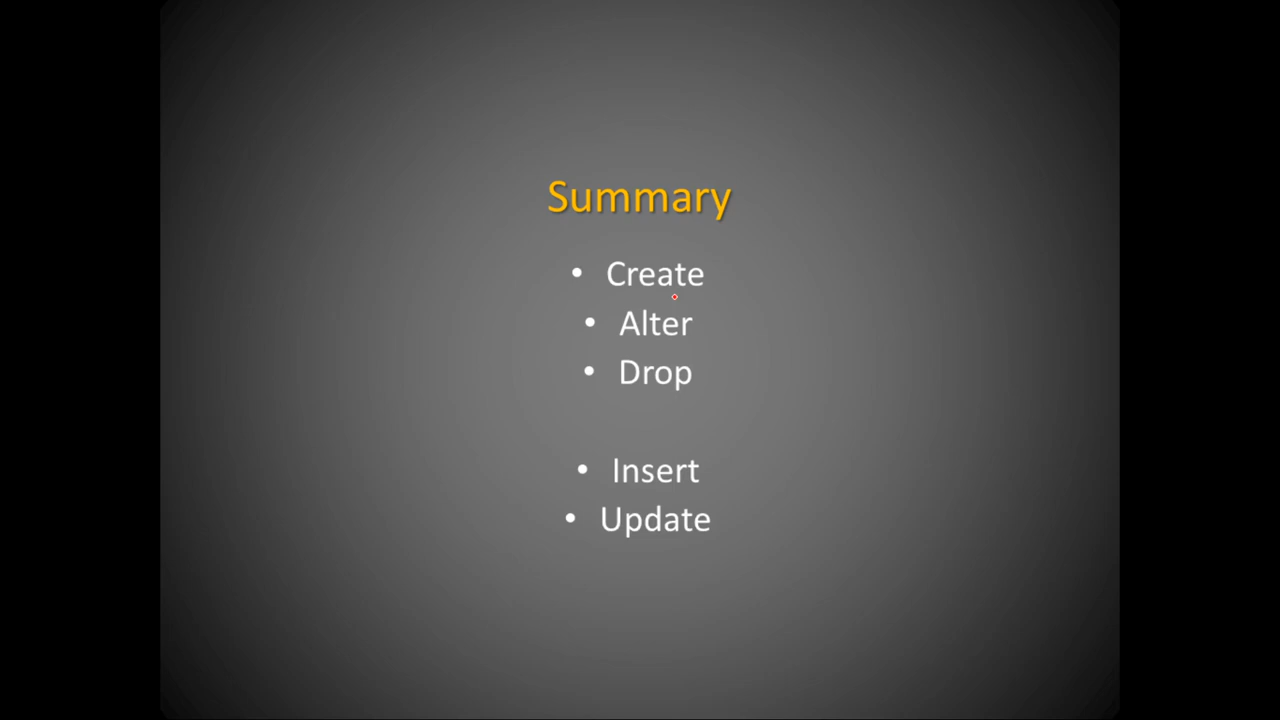 Summary
• Create
• Alter
• Drop
• Insert
• Update